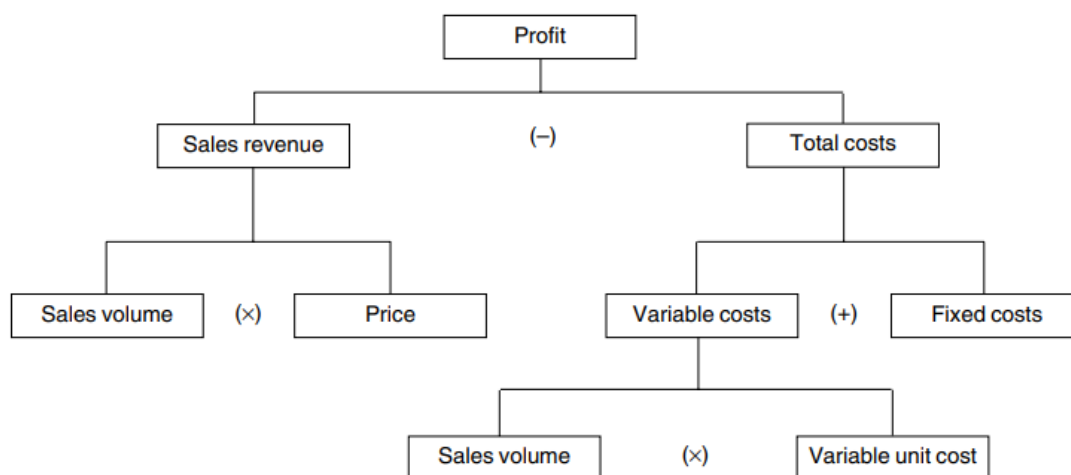 Profit
Sales revenue
(−)
Total costs
Sales volume
(×)
Price
Variable costs
(+)
Fixed costs
Sales volume
(×)
Variable unit cost